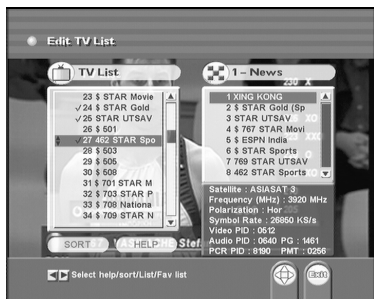 Edit TV List
TV List
23 $ STAR Movie
✓24 $ STAR Gold
✓25 STAR UTSAV
26 $ 501
✓27 462 STAR Spo
28 $ 503
29 $ 505
30 $ 508
31 $ 701 STAR M
32 $ 703 STAR P
33 $ 708 Nationa
34 $ 709 STAR N
SORT
HELP
1 – News
1 XING KONG
2 $ STAR Gold (Sp
3 STAR UTSAV
4 $ 767 STAR Movi
5 $ ESPN India
6 $ STAR Sports
7 769 STAR UTSAV
8 462 STAR Sports
Satellite : ASIASAT 3
Frequency (MHz) : 3920 MHz
Polarization : Hor
Symbol Rate : 26850 KS/s
Video PID : 0512
Audio PID : 0640 PG : 1461
PCR PID : 8190 PMT : 0256
Select help/sort/List/Fav list
Exit